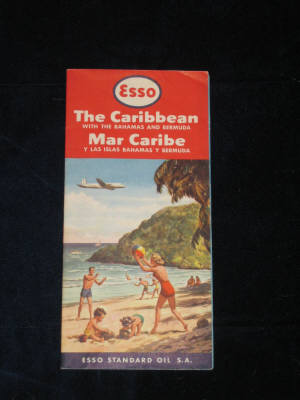 Esso
The Caribbean
WITH THE BAHAMAS AND BERMUDA
Mar Caribe
Y LAS ISLAS BAHAMAS Y BERMUDA
ESSO STANDARD OIL S.A.